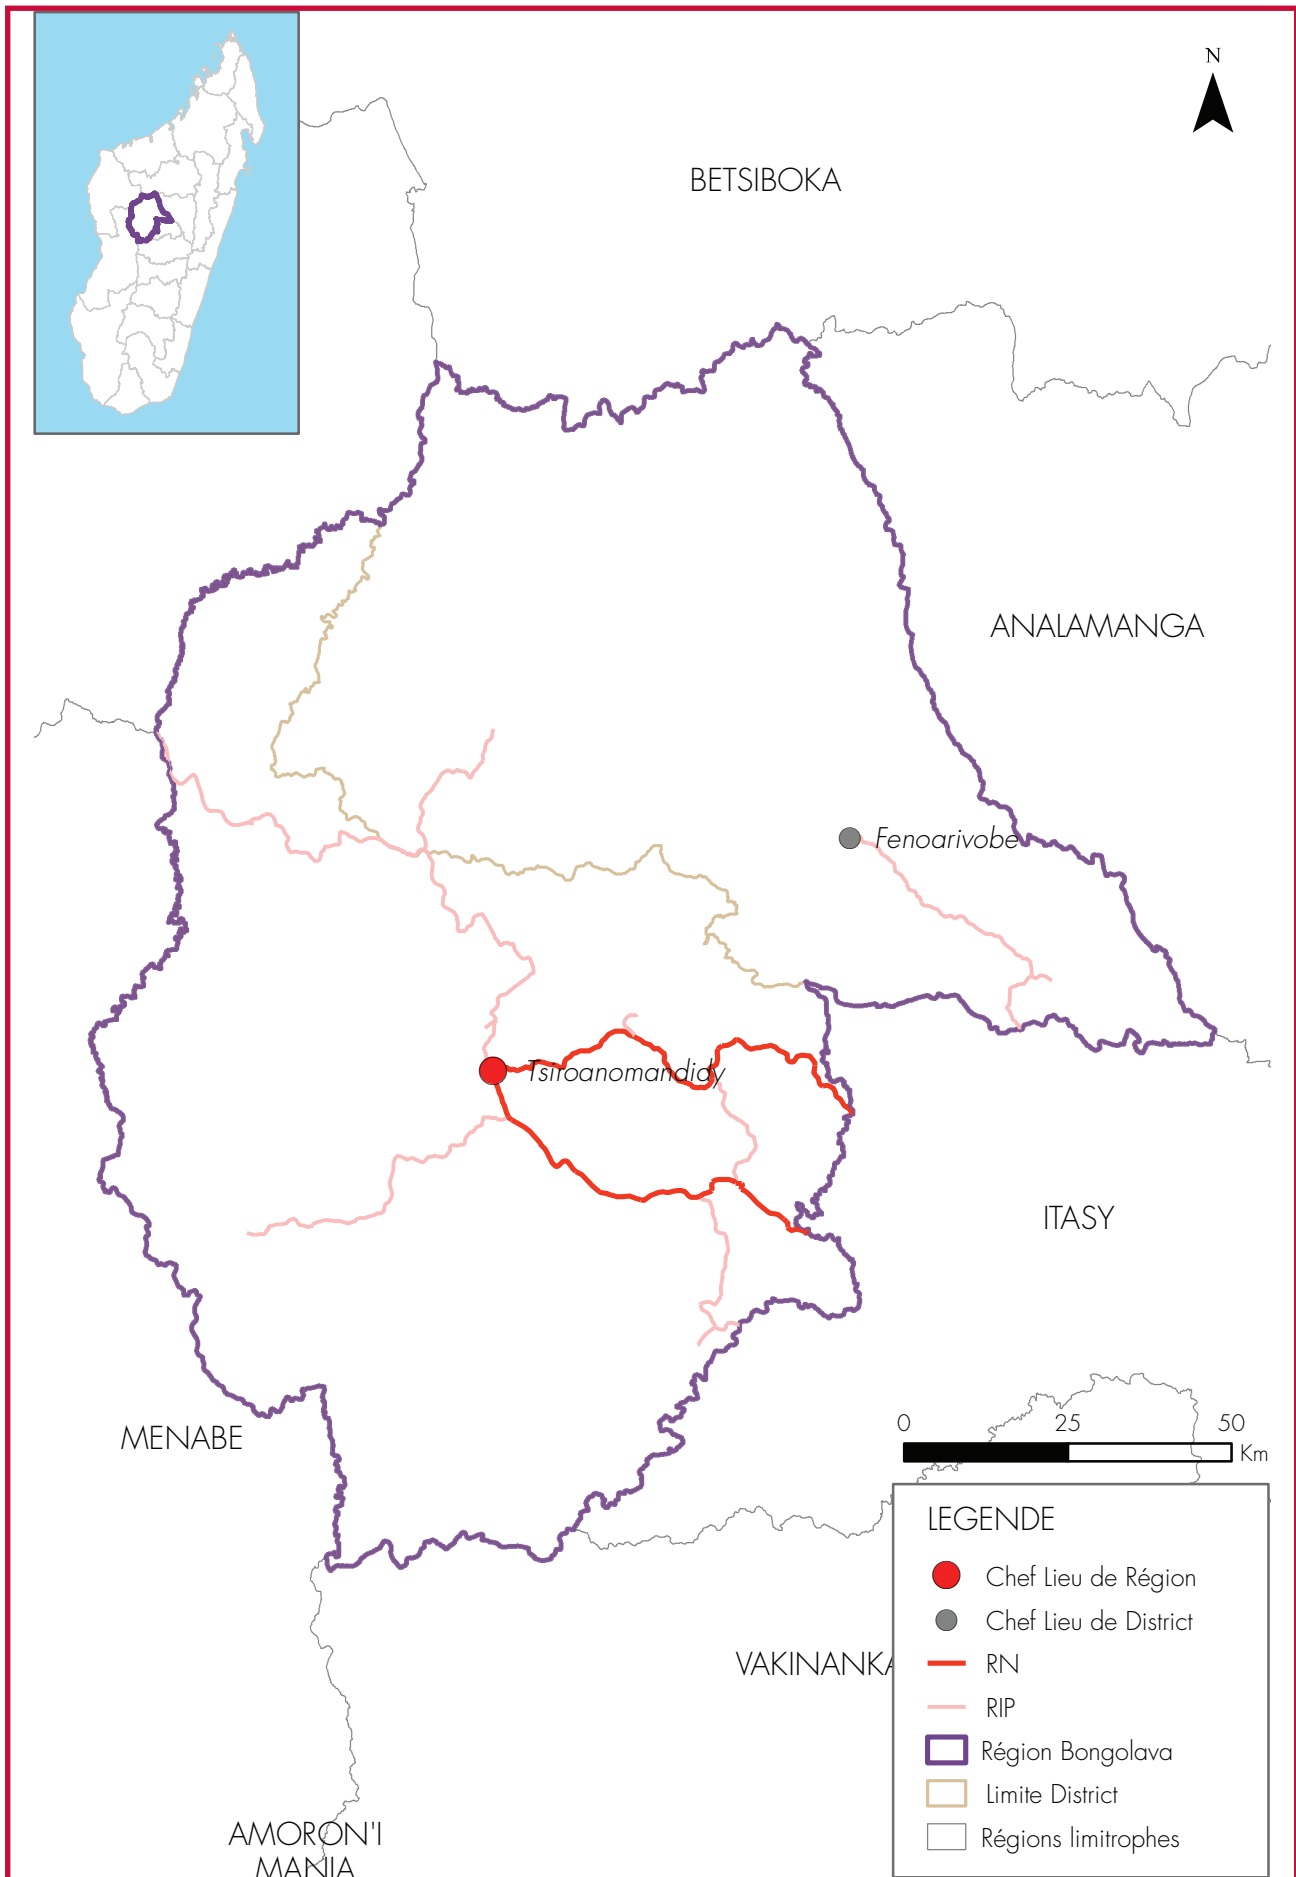 N
BETSIBOKA
ANALAMANGA
Fenoarivobe
Tsiroanomandidy
ITASY
MENABE
0 25 50
Km
LEGENDE
Chef Lieu de Région
Chef Lieu de District
VAKINANKA
RN
RIP
Région Bongolava
Limite District
Régions limitrophes
AMORON'I
MANIA